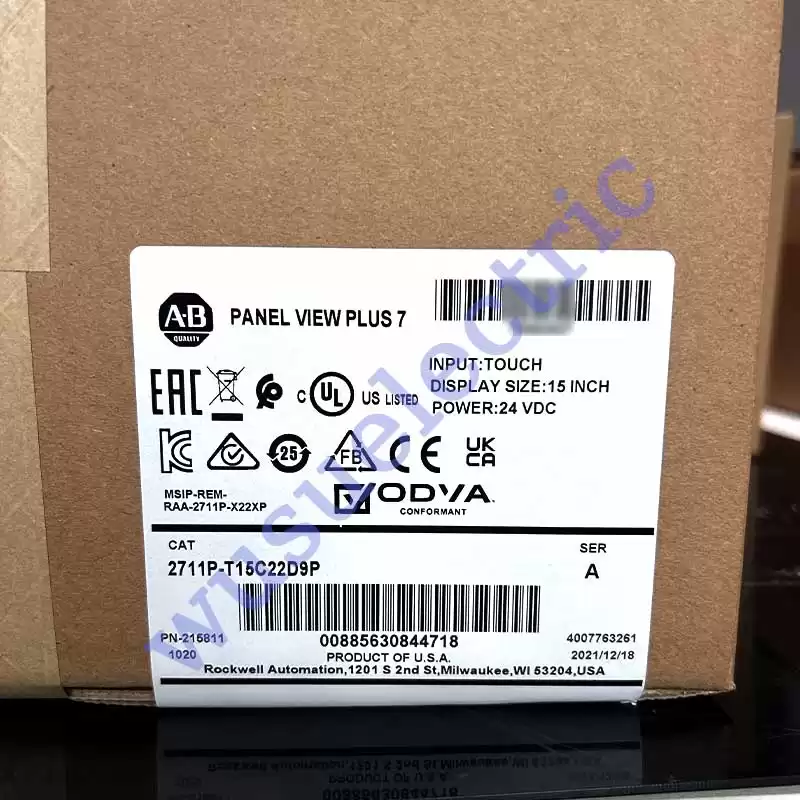 A-B
QUALITY
PANEL VIEW PLUS 7
INPUT:TOUCH
DISPLAY SIZE:15 INCH
POWER:24 VDC
EAC
C UL US LISTED
KC
25
FB
CE
UK
CA
MSIP-REM-
RAA-2711P-X22XP
ODVA
CONFORMANT
CAT
SER
2711P-T15C22D9P
A
PN-215811
00885630844718
4007763261
1020
PRODUCT OF U.S.A.
2021/12/18
Rockwell Automation,1201 S 2nd St,Milwaukee,WI 53204,USA
wusuelectric